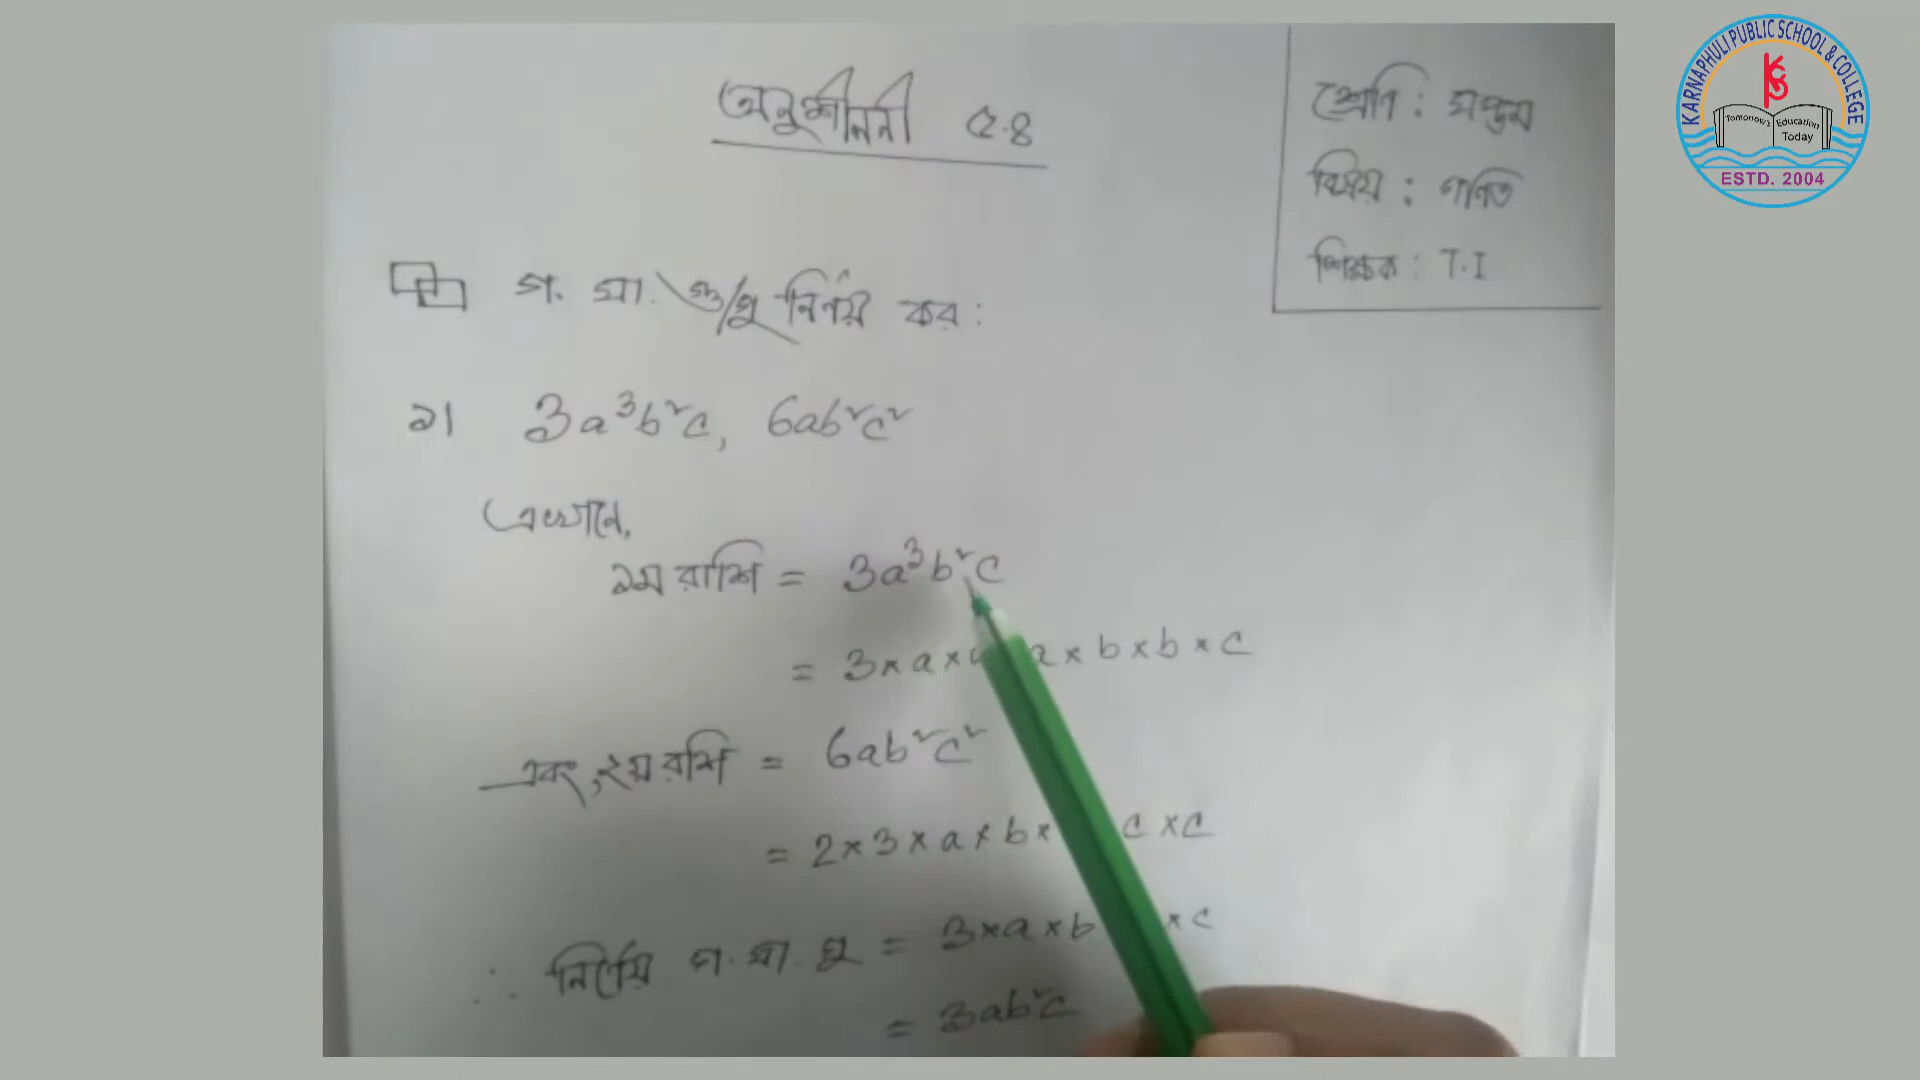 অনুশীলনী ৫.৪
শ্রেণি : সপ্তম
বিষয় : গণিত
শিক্ষক : T.I
গ. সা. গু/ঘু নির্ণয় কর :
১। 3a³b²c, 6ab²c²
এখানে,
১ম রাশি = 3a³b²c
= 3×a× a×b×b×c
এবং, ২য় রাশি = 6ab²c²
= 2×3×a×b× c×c
∴ নির্ণেয় গ.সা.গু = 3×a×b ×c
= 3ab²c
KARNAPHULI PUBLIC SCHOOL & COLLEGE
Tomorrow's Education
Today
ESTD. 2004